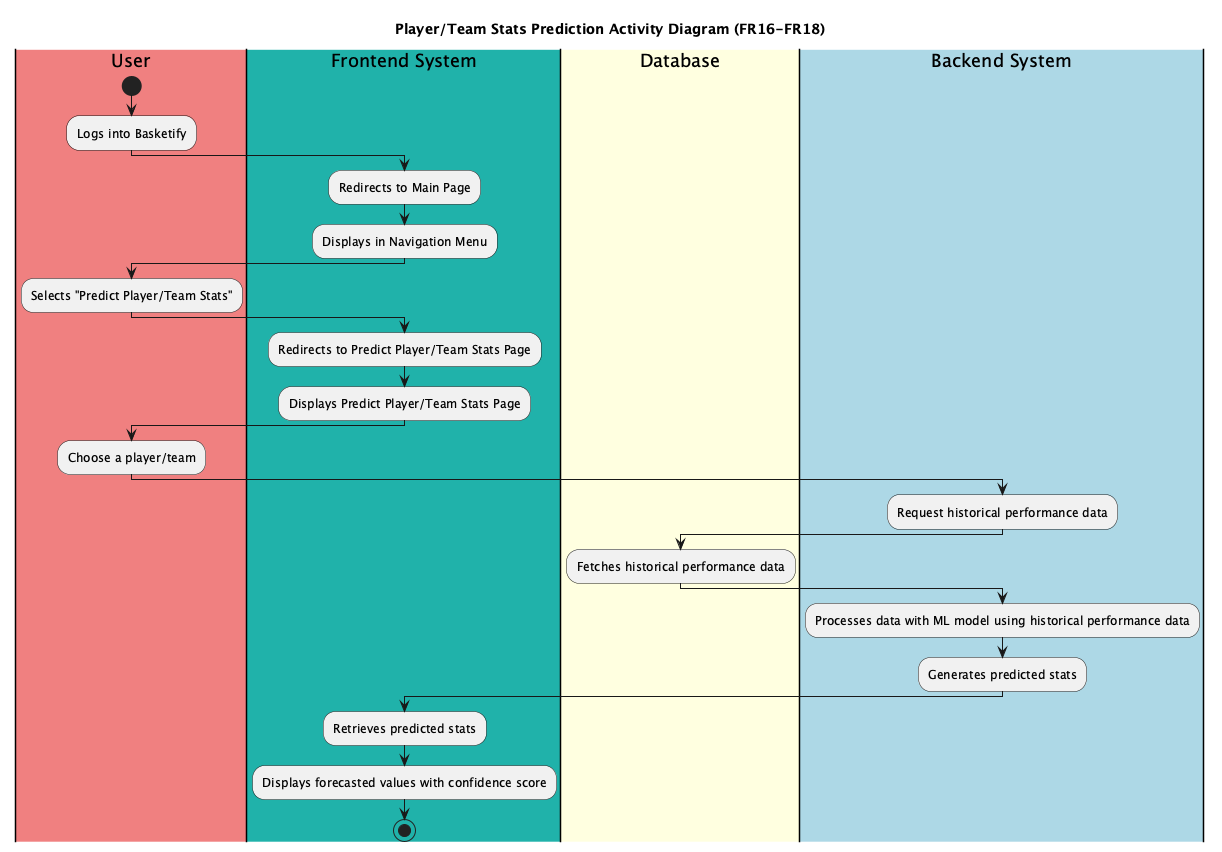 Player/Team Stats Prediction Activity Diagram (FR16-FR18)
User
Frontend System
Database
Backend System
Logs into Basketify
Redirects to Main Page
Displays in Navigation Menu
Selects "Predict Player/Team Stats"
Redirects to Predict Player/Team Stats Page
Displays Predict Player/Team Stats Page
Choose a player/team
Request historical performance data
Fetches historical performance data
Processes data with ML model using historical performance data
Generates predicted stats
Retrieves predicted stats
Displays forecasted values with confidence score